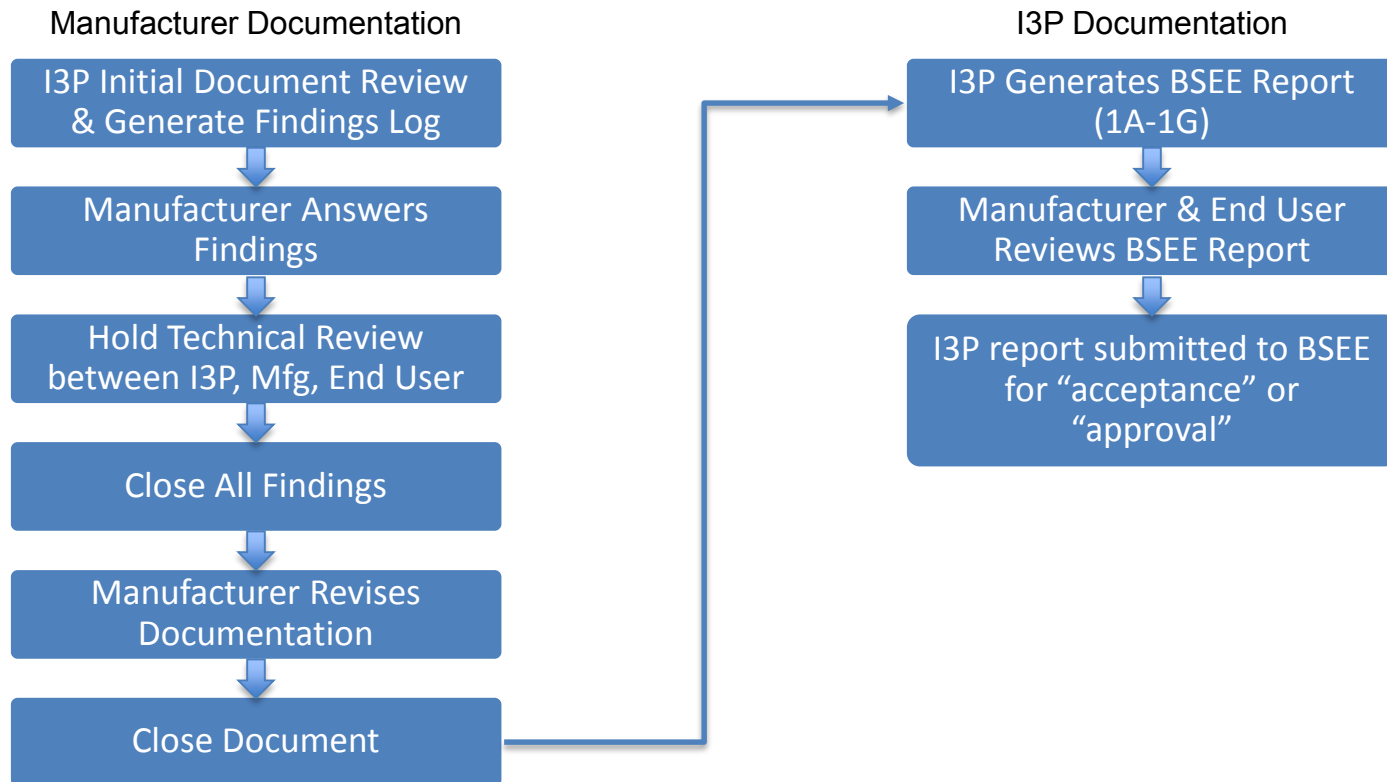 Manufacturer Documentation
I3P Initial Document Review
& Generate Findings Log
Manufacturer Answers
Findings
Hold Technical Review
between I3P, Mfg, End User
Close All Findings
Manufacturer Revises
Documentation
Close Document
I3P Documentation
I3P Generates BSEE Report
(1A-1G)
Manufacturer & End User
Reviews BSEE Report
I3P report submitted to BSEE
for “acceptance” or
“approval”